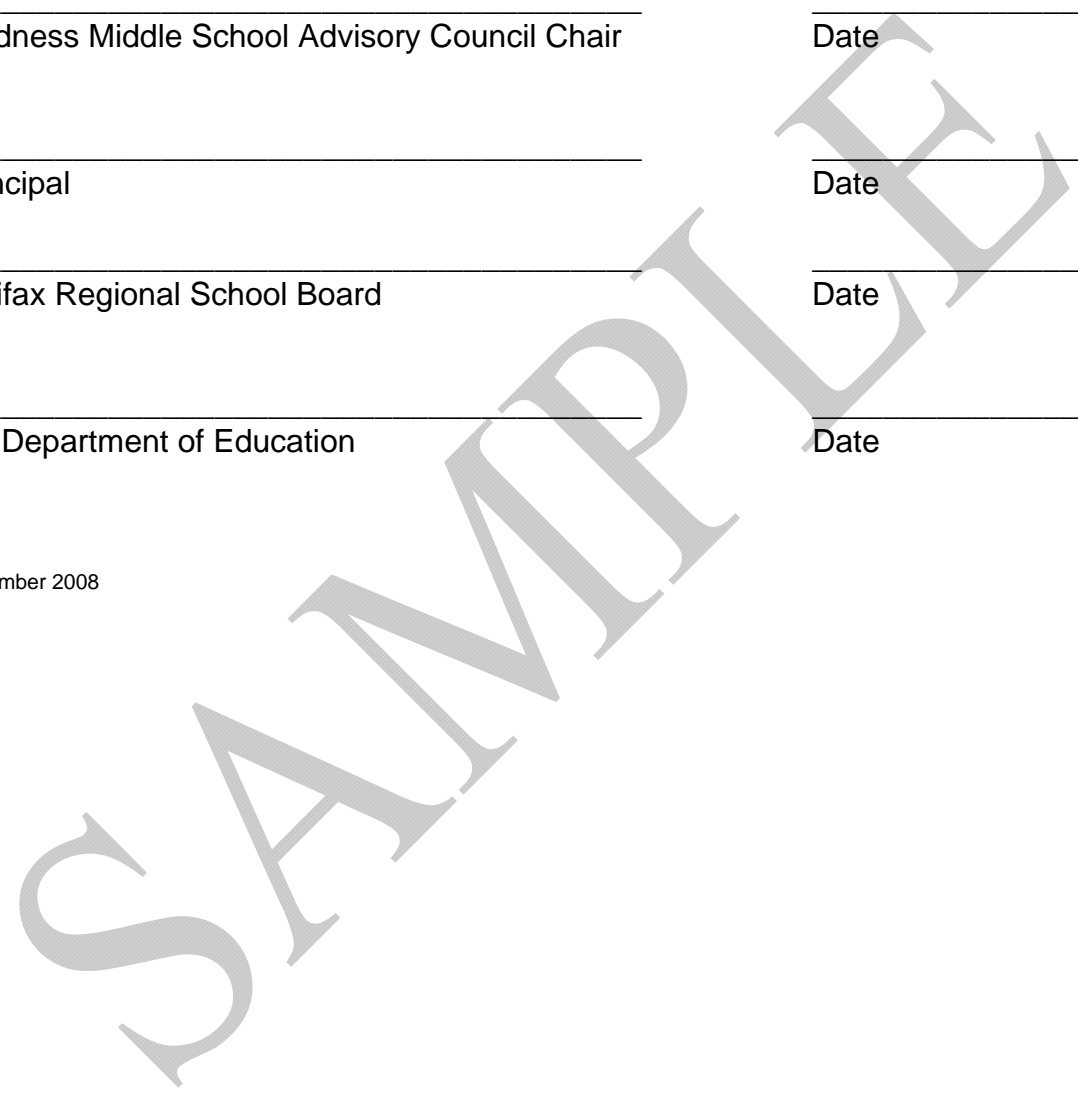 dness Middle School Advisory Council Chair Date
ncipal Date
ifax Regional School Board Date
Department of Education Date
mber 2008
SAMPLE